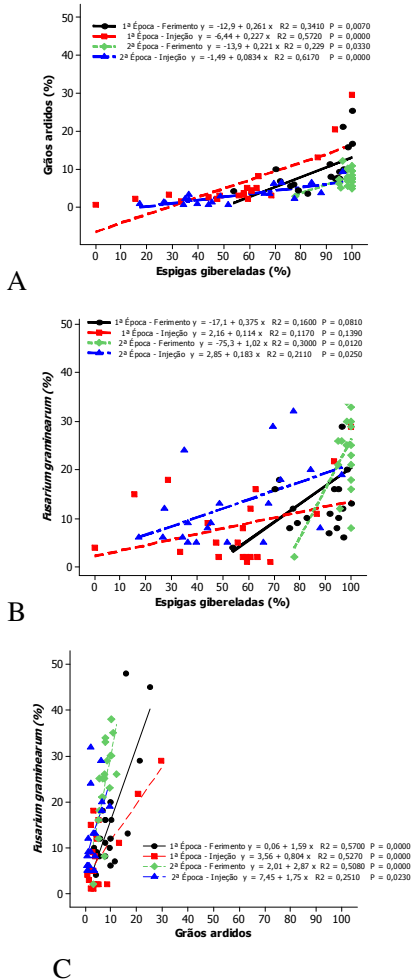 1ª Época - Ferimento y = -12,9 + 0,261 x R2 = 0,3410 P = 0,0070
1ª Época - Injeção y = -6,44 + 0,227 x R2 = 0,5720 P = 0,0000
2ª Época - Ferimento y = -13,9 + 0,221 x R2 = 0,229 P = 0,0330
2ª Época - Injeção y = -1,49 + 0,0834 x R2 = 0,6170 P = 0,0000
Grãos ardidos (%)
50
40
30
20
10
0
0 10 20 30 40 50 60 70 80 90 100
Espigas gibereladas (%)
A
1ª Época - Ferimento y = -17,1 + 0,375 x R2 = 0,1600 P = 0,0810
1ª Época - Injeção y = 2,16 + 0,114 x R2 = 0,1170 P = 0,1390
2ª Época - Ferimento y = -75,3 + 1,02 x R2 = 0,3000 P = 0,0120
2ª Época - Injeção y = 2,85 + 0,183 x R2 = 0,2110 P = 0,0250
Fusarium graminearum (%)
50
40
30
20
10
0
0 10 20 30 40 50 60 70 80 90 100
Espigas gibereladas (%)
B
Fusarium graminearum (%)
50
40
30
20
10
0
1ª Época - Ferimento y = 0,06 + 1,59 x R2 = 0,5700 P = 0,0000
1ª Época - Injeção y = 3,56 + 0,804 x R2 = 0,5270 P = 0,0000
2ª Época - Ferimento y = 2,01 + 2,87 x R2 = 0,5080 P = 0,0000
2ª Época - Injeção y = 7,45 + 1,75 x R2 = 0,2510 P = 0,0230
0 10 20 30 40 50 60 70 80 90 100
Grãos ardidos
C